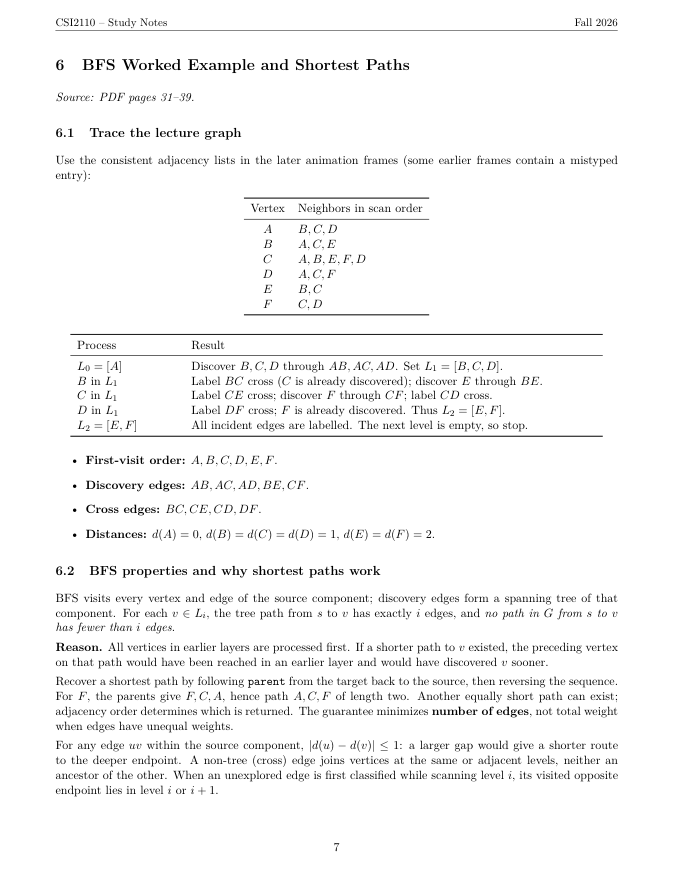 CSI2110 – Study Notes Fall 2026
6 BFS Worked Example and Shortest Paths
Source: PDF pages 31–39.
6.1 Trace the lecture graph
Use the consistent adjacency lists in the later animation frames (some earlier frames contain a mistyped
entry):
Vertex Neighbors in scan order
A B, C, D
B A, C, E
C A, B, E, F, D
D A, C, F
E B, C
F C, D
Process Result
L₀ = [A] Discover B, C, D through AB, AC, AD. Set L₁ = [B, C, D].
B in L₁ Label BC cross (C is already discovered); discover E through BE.
C in L₁ Label CE cross; discover F through CF; label CD cross.
D in L₁ Label DF cross; F is already discovered. Thus L₂ = [E, F].
L₂ = [E, F] All incident edges are labelled. The next level is empty, so stop.
• First-visit order: A, B, C, D, E, F.
• Discovery edges: AB, AC, AD, BE, CF.
• Cross edges: BC, CE, CD, DF.
• Distances: d(A) = 0, d(B) = d(C) = d(D) = 1, d(E) = d(F) = 2.
6.2 BFS properties and why shortest paths work
BFS visits every vertex and edge of the source component; discovery edges form a spanning tree of that
component. For each v ∈ Lᵢ, the tree path from s to v has exactly i edges, and no path in G from s to v
has fewer than i edges.
Reason. All vertices in earlier layers are processed first. If a shorter path to v existed, the preceding vertex
on that path would have been reached in an earlier layer and would have discovered v sooner.
Recover a shortest path by following parent from the target back to the source, then reversing the sequence.
For F, the parents give F, C, A, hence path A, C, F of length two. Another equally short path can exist;
adjacency order determines which is returned. The guarantee minimizes number of edges, not total weight
when edges have unequal weights.
For any edge uv within the source component, |d(u) − d(v)| ≤ 1: a larger gap would give a shorter route
to the deeper endpoint. A non-tree (cross) edge joins vertices at the same or adjacent levels, neither an
ancestor of the other. When an unexplored edge is first classified while scanning level i, its visited opposite
endpoint lies in level i or i + 1.
7